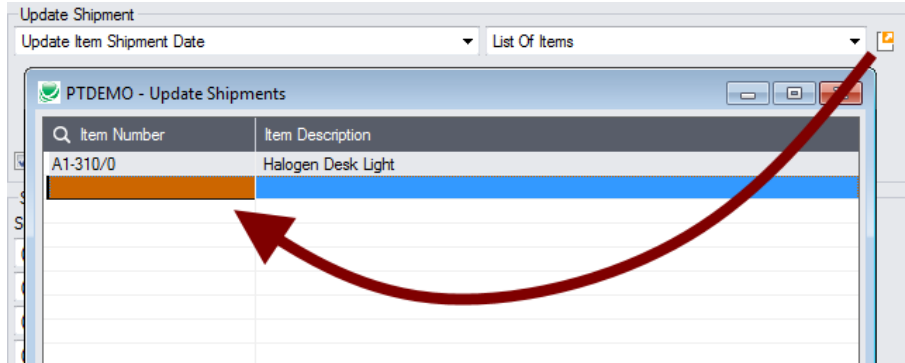 Update Shipment
Update Item Shipment Date List Of Items
PTDEMO - Update Shipments
Item Number Item Description
A1-310/0 Halogen Desk Light